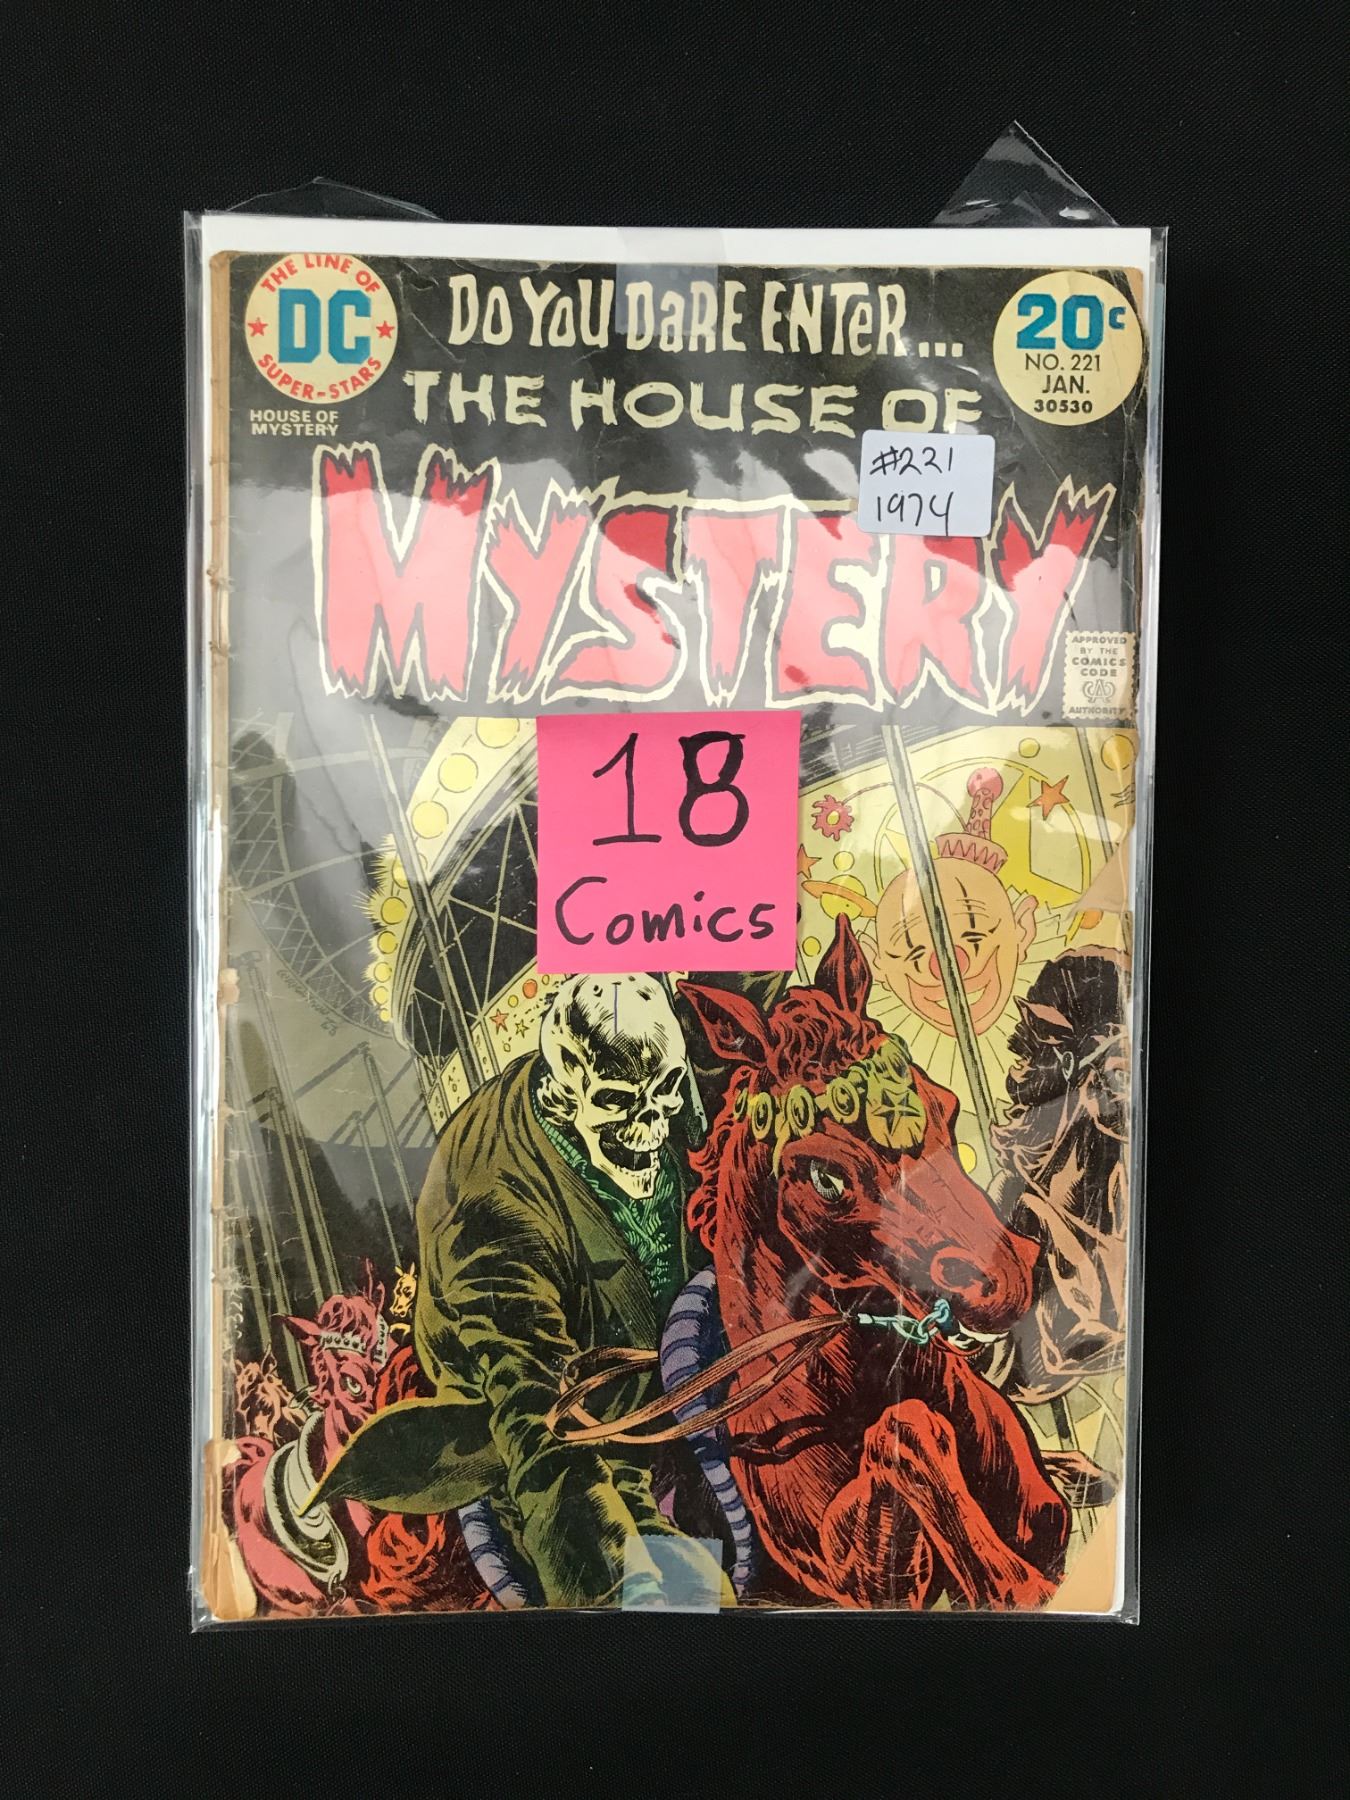 THE LINE OF
DC
SUPER-STARS
HOUSE OF
MYSTERY
DO YOU DaRE ENTeR...
THE HOUSE OF
MYSTERY
20¢
NO. 221
JAN.
30530
#221
1974
APPROVED
BY THE
COMICS
CODE
CA
AUTHORITY
18
Comics